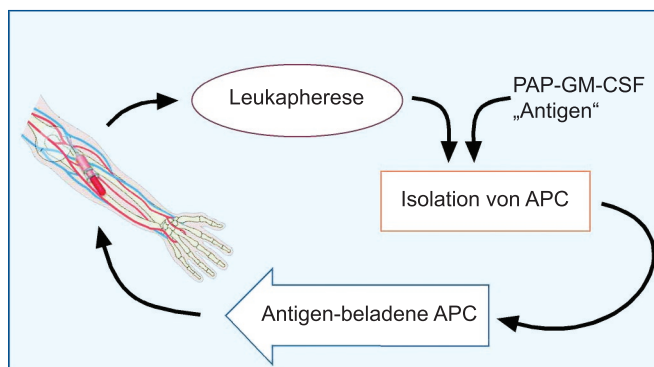 Leukapherese
PAP-GM-CSF
„Antigen“
Isolation von APC
Antigen-beladene APC